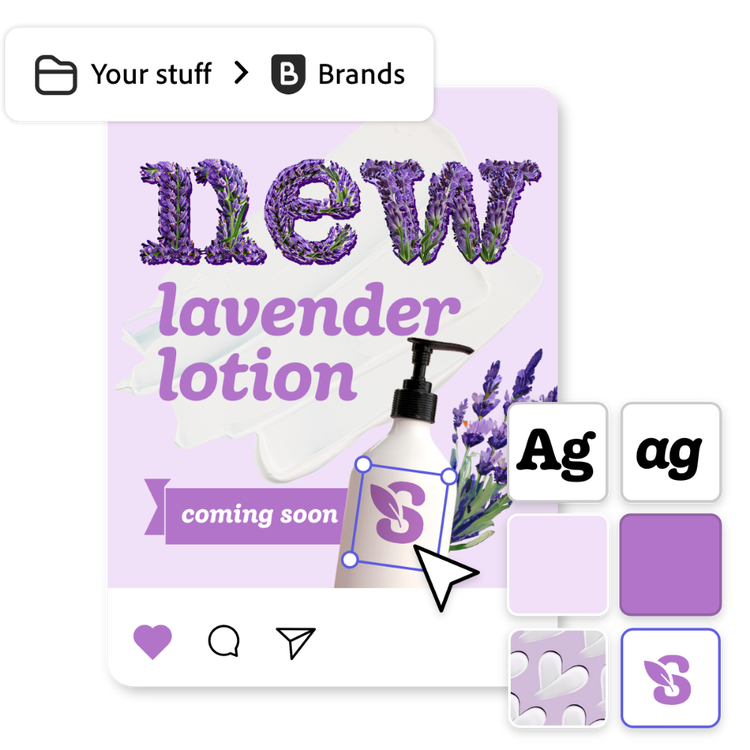 Your stuff > B Brands
new
lavender
lotion
coming soon
S
Ag ag
S